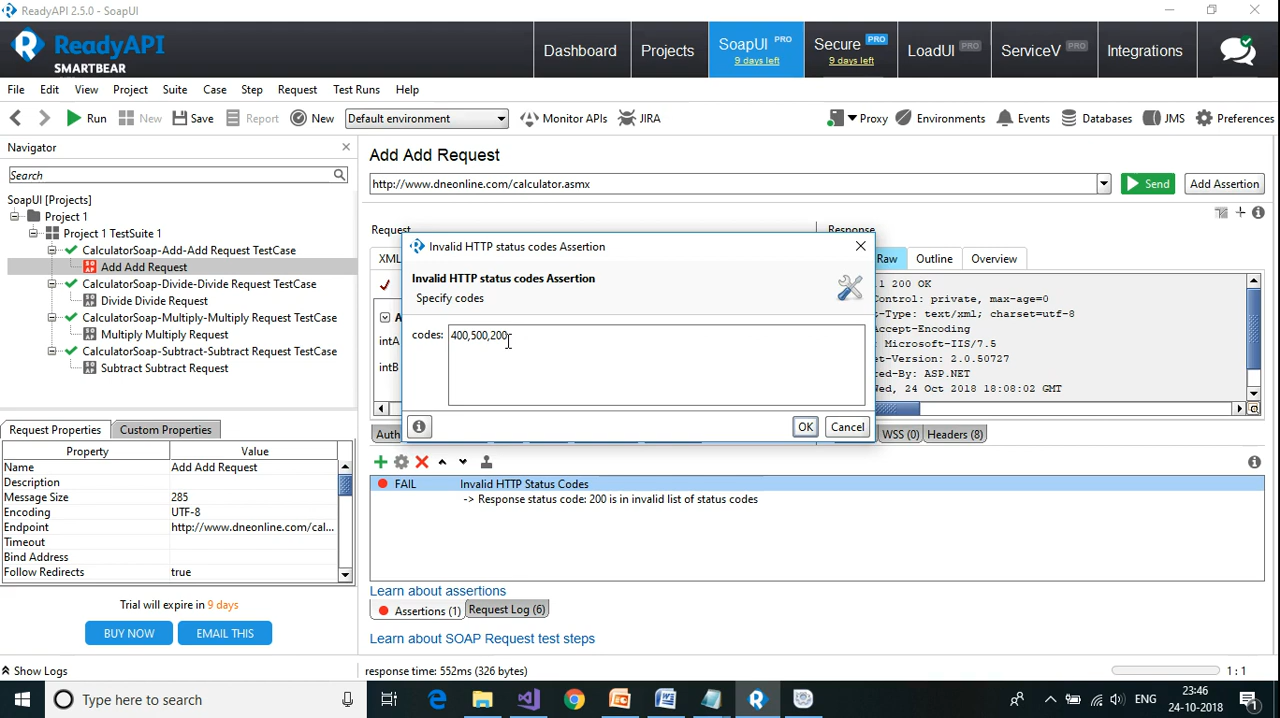 ReadyAPI 2.5.0 - SoapUI
ReadyAPI
SMARTBEAR
Dashboard
Projects
SoapUI PRO
9 days left
Secure PRO
9 days left
LoadUI PRO
ServiceV PRO
Integrations
File Edit View Project Suite Case Step Request Test Runs Help
Run New Save Report New Default environment Monitor APIs JIRA Proxy Environments Events Databases JMS Preferences
Navigator
Search
SoapUI [Projects]
Project 1
Project 1 TestSuite 1
CalculatorSoap-Add-Add Request TestCase
SOAP Add Add Request
CalculatorSoap-Divide-Divide Request TestCase
SOAP Divide Divide Request
CalculatorSoap-Multiply-Multiply Request TestCase
SOAP Multiply Multiply Request
CalculatorSoap-Subtract-Subtract Request TestCase
SOAP Subtract Subtract Request
Request Properties Custom Properties
Property Value
Name Add Add Request
Description
Message Size 285
Encoding UTF-8
Endpoint http://www.dneonline.com/cal...
Timeout
Bind Address
Follow Redirects true
Trial will expire in 9 days
BUY NOW EMAIL THIS
Show Logs
Add Add Request
http://www.dneonline.com/calculator.asmx
Send Add Assertion
Request
Response
XML
Raw Outline Overview
A
intA
intB
1 200 OK
Control: private, max-age=0
t-Type: text/xml; charset=utf-8
Accept-Encoding
: Microsoft-IIS/7.5
et-Version: 2.0.50727
red-By: ASP.NET
Wed, 24 Oct 2018 18:08:02 GMT
Auth
WSS (0) Headers (8)
Invalid HTTP status codes Assertion
Invalid HTTP status codes Assertion
Specify codes
codes: 400,500,200
OK Cancel
FAIL Invalid HTTP Status Codes
-> Response status code: 200 is in invalid list of status codes
Learn about assertions
Assertions (1) Request Log (6)
Learn about SOAP Request test steps
response time: 552ms (326 bytes)
1 : 1
Type here to search
ENG
23:46
24-10-2018
1